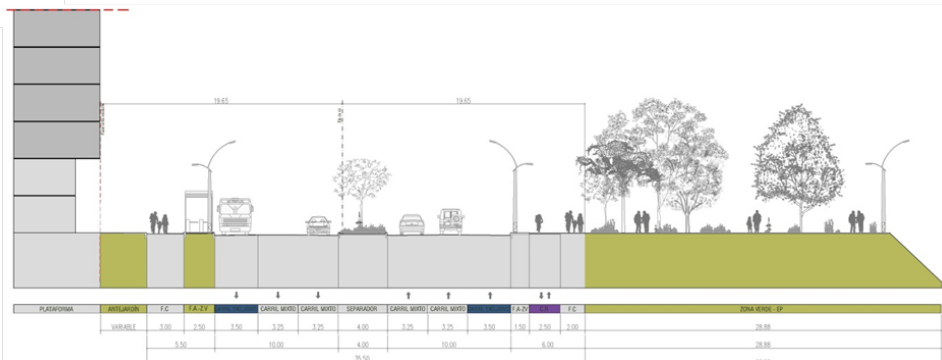 19.65 19.65
PLATAFORMA ANTEJARDÍN F.C F.A.-Z.V CARRIL MIXTO CARRIL MIXTO SEPARADOR CARRIL MIXTO CARRIL MIXTO F.A-ZV F.C ZONA VERDE - EP
VARIABLE 3.00 2.50 3.50 3.25 3.25 4.00 3.25 3.25 3.50 1.50 2.50 2.00 28.88
5.50 10.00 4.00 10.00 6.00 28.88
35.50